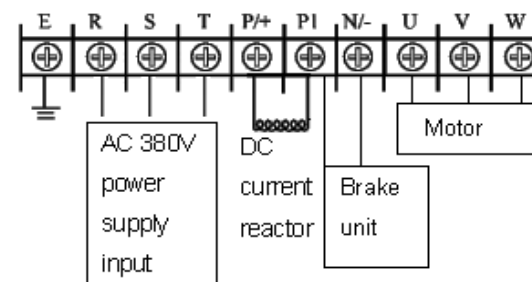 E R S T P/+ P1 N/- U V W
AC 380V
power
supply
input
DC
current
reactor
Brake
unit
Motor